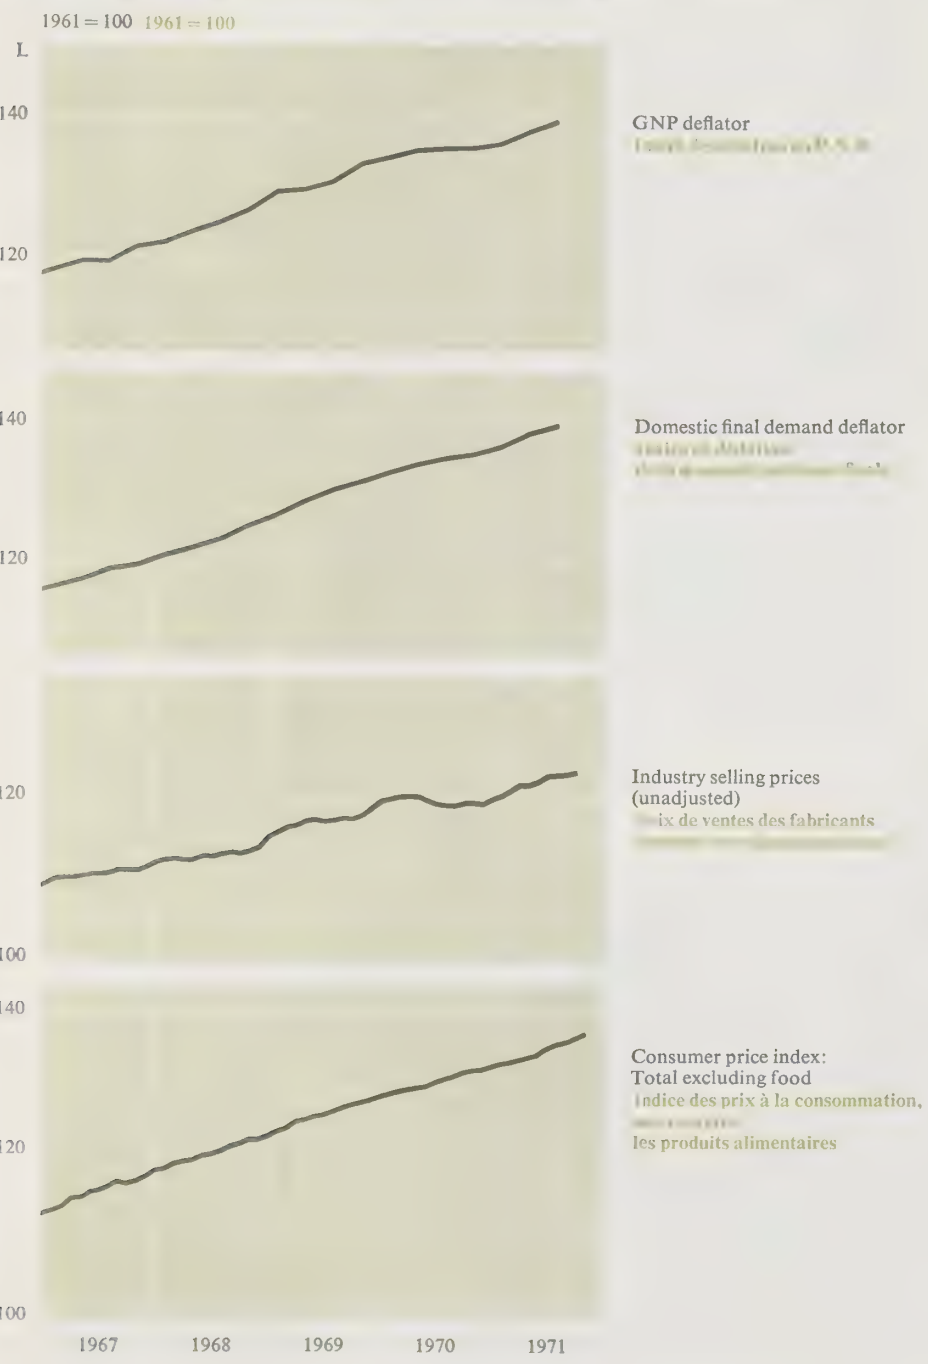 1961 = 100 1961 = 100
L
140
GNP deflator
120
140
Domestic final demand deflator
120
Industry selling prices
120
(unadjusted)
ix de ventes des fabricants
100
140
Consumer price index:
Total excluding food
Indice des prix à la consommation,
120
les produits alimentaires
100
1967 1968 1969 1970 1971